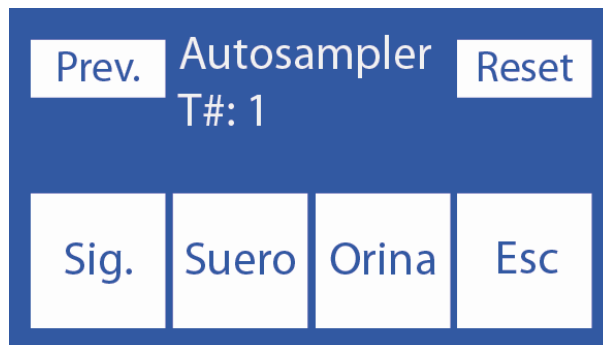 Prev.
Autosampler
Reset
T#: 1
Sig.
Suero
Orina
Esc